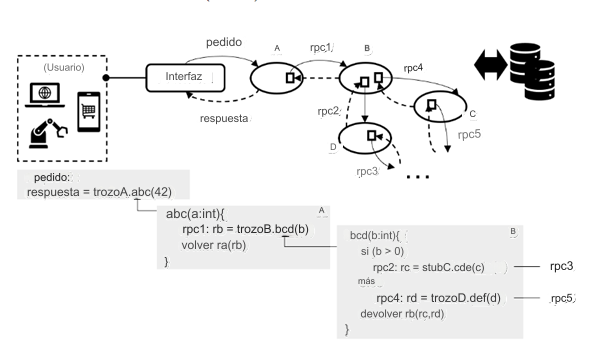 (Usuario)
pedido
Interfaz
respuesta
A
rpc1,
B
rpc4
rpc2
C
rpc5
D
rpc3
...
pedido:
respuesta = trozoA.abc(42)
abc(a:int){
A
rpc1: rb = trozoB.bcd(b)
volver ra(rb)
}
bcd(b:int){
B
si (b > 0)
rpc2: rc = stubC.cde(c)
rpc3
más
rpc4: rd = trozoD.def(d)
rpc5
devolver rb(rc,rd)
}